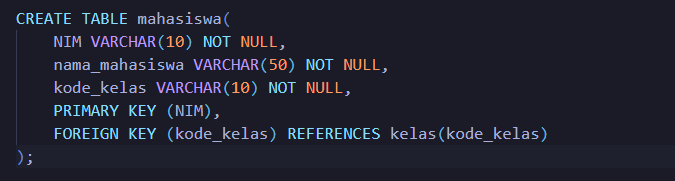 CREATE TABLE mahasiswa(
    NIM VARCHAR(10) NOT NULL,
    nama_mahasiswa VARCHAR(50) NOT NULL,
    kode_kelas VARCHAR(10) NOT NULL,
    PRIMARY KEY (NIM),
    FOREIGN KEY (kode_kelas) REFERENCES kelas(kode_kelas)
);